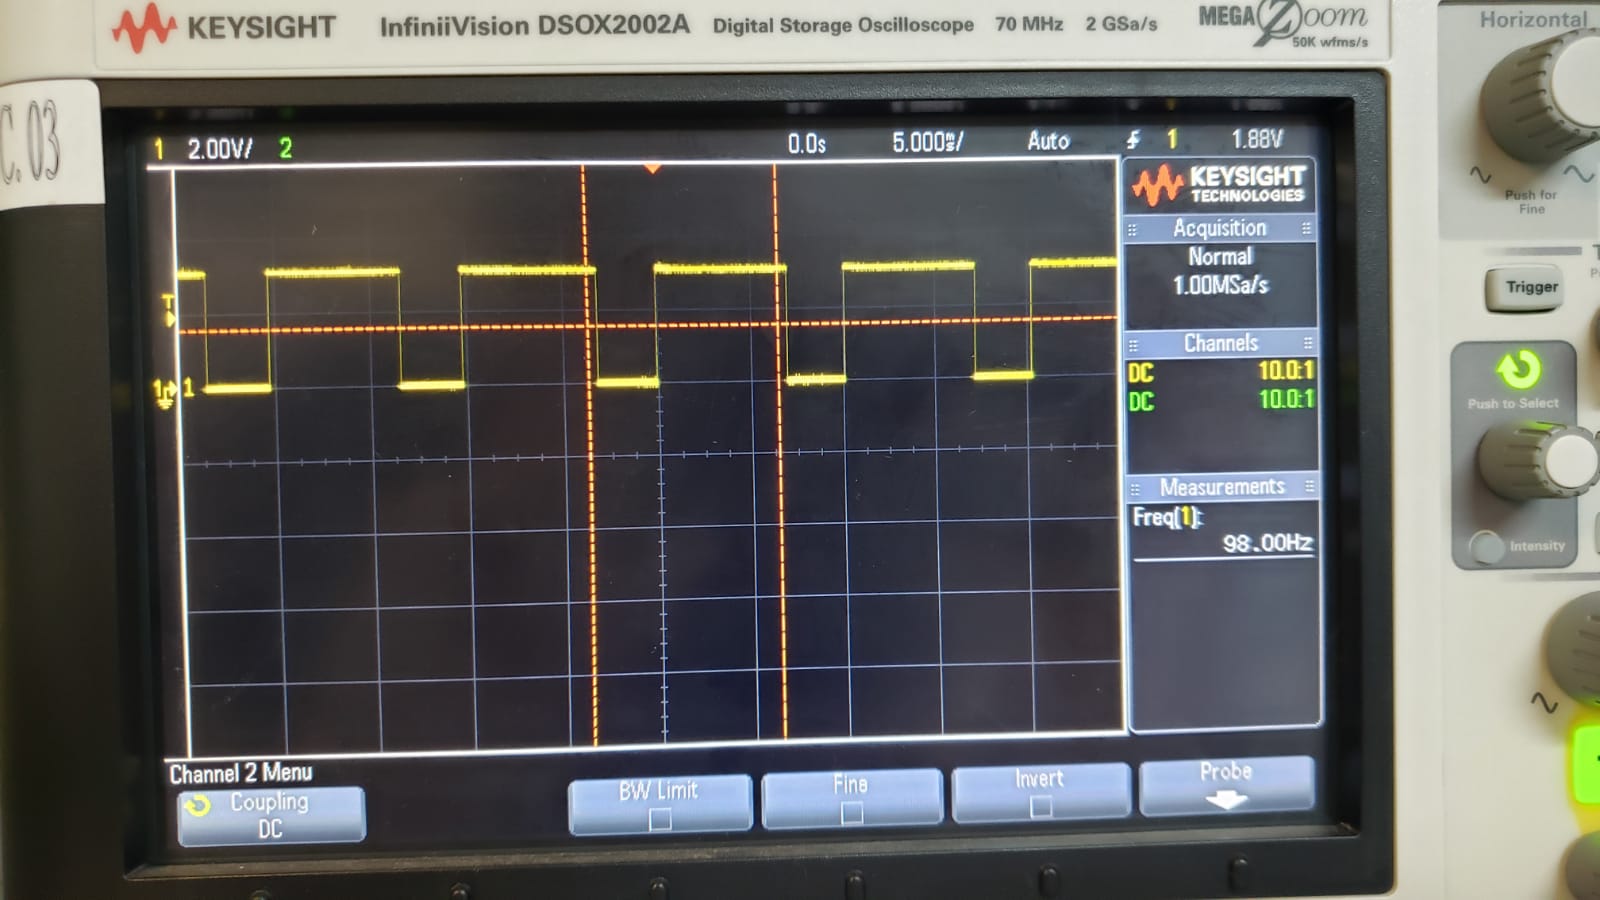 KEYSIGHT InfiniiVision DSOX2002A Digital Storage Oscilloscope 70 MHz 2 GSa/s MEGA Zoom
50K wfms/s
Horizontal
C.03
1 2.00V/ 2 0.0s 5.000ms/ Auto 1 1.88V
KEYSIGHT
TECHNOLOGIES
Acquisition
Normal
1.00MSa/s
Channels
DC 10.0:1
DC 10.0:1
Measurements
Freq(1):
98.00Hz
T
1 1
Channel 2 Menu
Coupling
DC
BW Limit
Fine
Invert
Probe
Push for
Fine
Trigger
Push to Select
Intensity